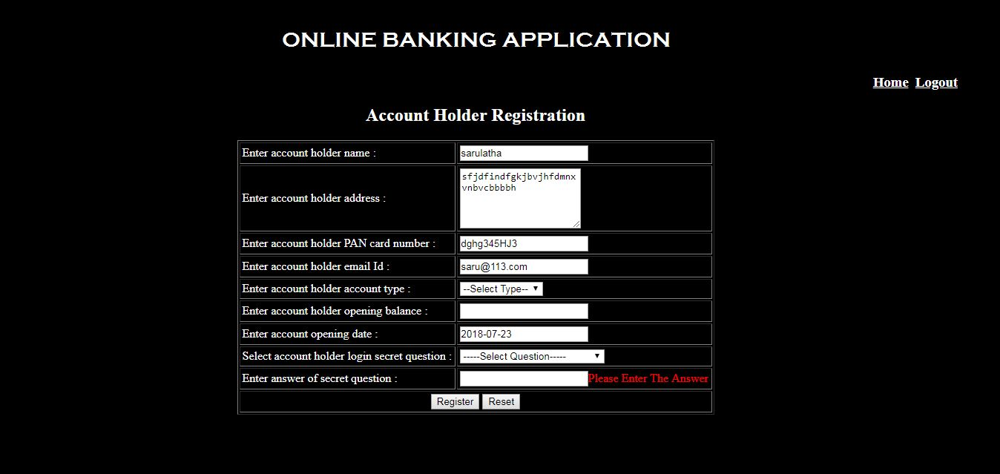 ONLINE BANKING APPLICATION
Home Logout
Account Holder Registration
Enter account holder name : sarulatha
Enter account holder address : sfjdfindfgkjbvjhfdmnx
vnbvcbbbbh
Enter account holder PAN card number : dghg345HJ3
Enter account holder email Id : saru@113.com
Enter account holder account type : --Select Type--
Enter account holder opening balance :
Enter account opening date : 2018-07-23
Select account holder login secret question : -----Select Question-----
Enter answer of secret question : Please Enter The Answer
Register Reset